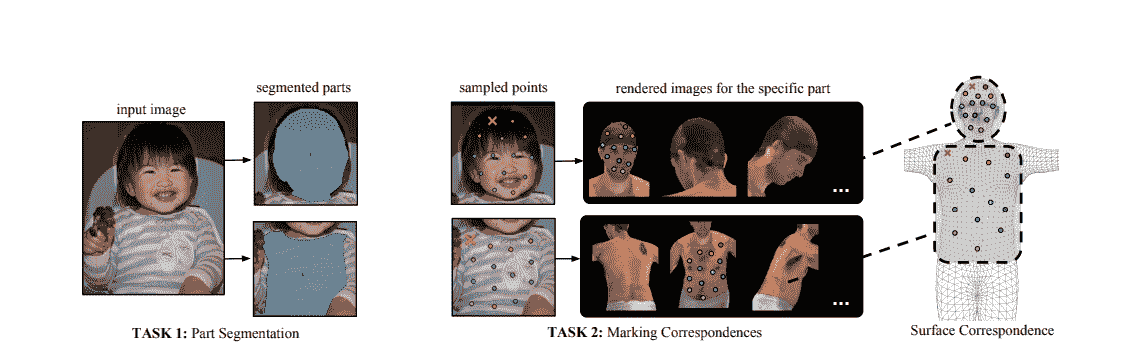 input image
segmented parts
sampled points
rendered images for the specific part
...
...
TASK 1: Part Segmentation
TASK 2: Marking Correspondences
Surface Correspondence